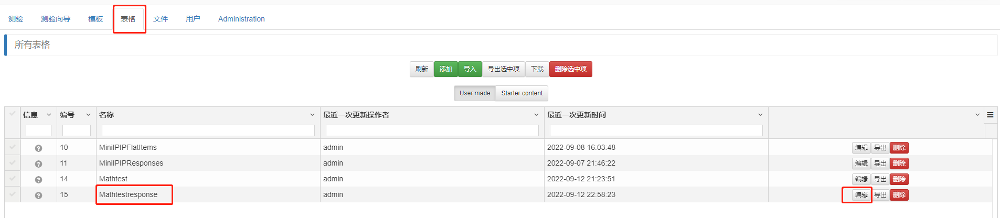 测验 测验向导 模板 表格 文件 用户 Administration
所有表格
刷新 添加 导入 导出选中项 下载 删除选中项
User made Starter content
信息 编号 名称 最近一次更新操作者 最近一次更新时间
10 MiniIPIPFlatItems admin 2022-09-08 16:03:48 编辑 导出 删除
11 MiniIPIPResponses admin 2022-09-07 21:46:22 编辑 导出 删除
14 Mathtest admin 2022-09-12 21:23:51 编辑 导出 删除
15 Mathtestresponse admin 2022-09-12 22:58:23 编辑 导出 删除